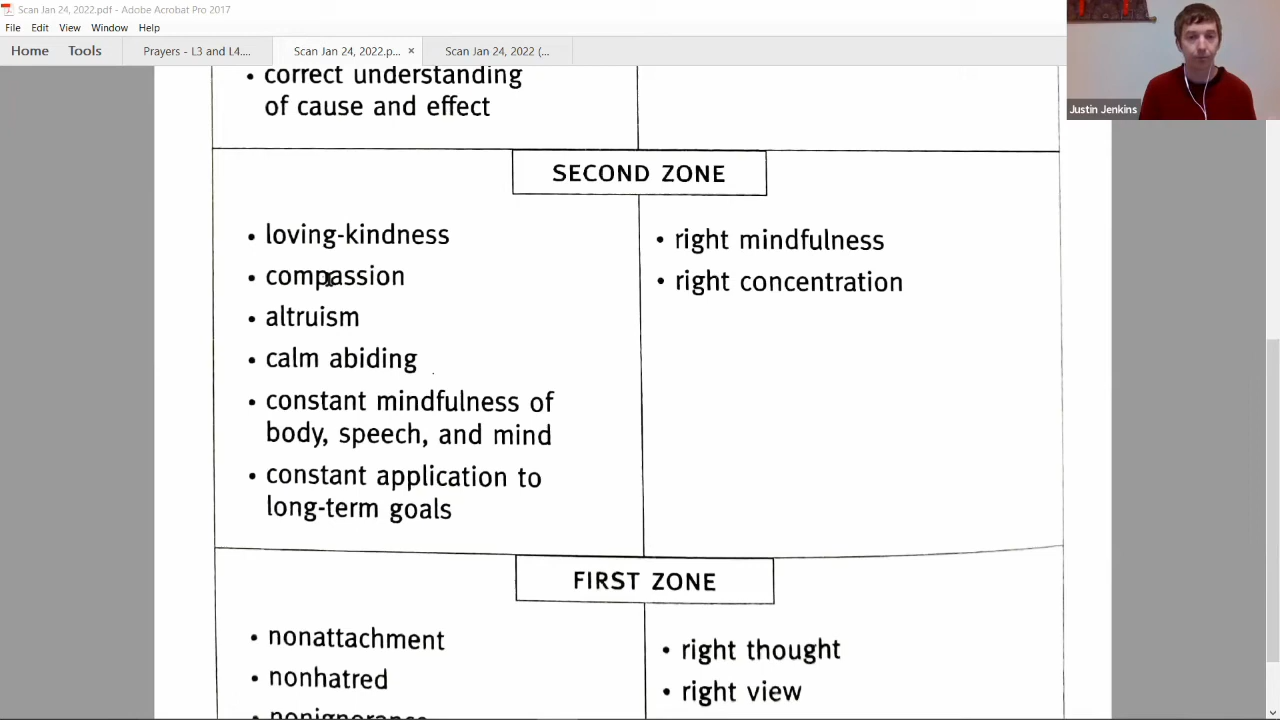 Scan Jan 24, 2022.pdf - Adobe Acrobat Pro 2017
File Edit View Window Help
Home Tools Prayers - L3 and L4.... Scan Jan 24, 2022.p... × Scan Jan 24, 2022 (...
Justin Jenkins
• correct understanding
of cause and effect
SECOND ZONE
• loving-kindness
• compassion
• altruism
• calm abiding
• constant mindfulness of
body, speech, and mind
• constant application to
long-term goals
• right mindfulness
• right concentration
FIRST ZONE
• nonattachment
• nonhatred
• nonignorance
• right thought
• right view